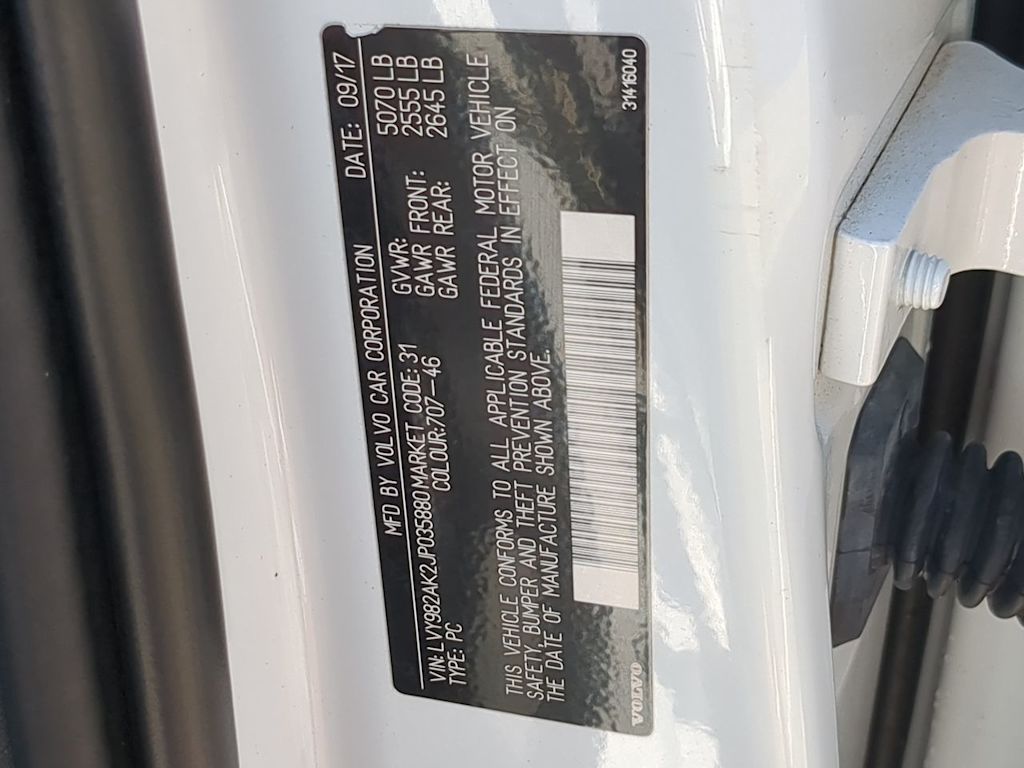 MFD BY VOLVO CAR CORPORATION DATE: 09/17
VIN: LVY982AK2JP035880 MARKET CODE: 31 GVWR: 5070 LB
TYPE: PC COLOUR: 707-46 GAWR FRONT: 2555 LB
GAWR REAR: 2645 LB
THIS VEHICLE CONFORMS TO ALL APPLICABLE FEDERAL MOTOR VEHICLE
SAFETY, BUMPER AND THEFT PREVENTION STANDARDS IN EFFECT ON
THE DATE OF MANUFACTURE SHOWN ABOVE.
VOLVO 31416040